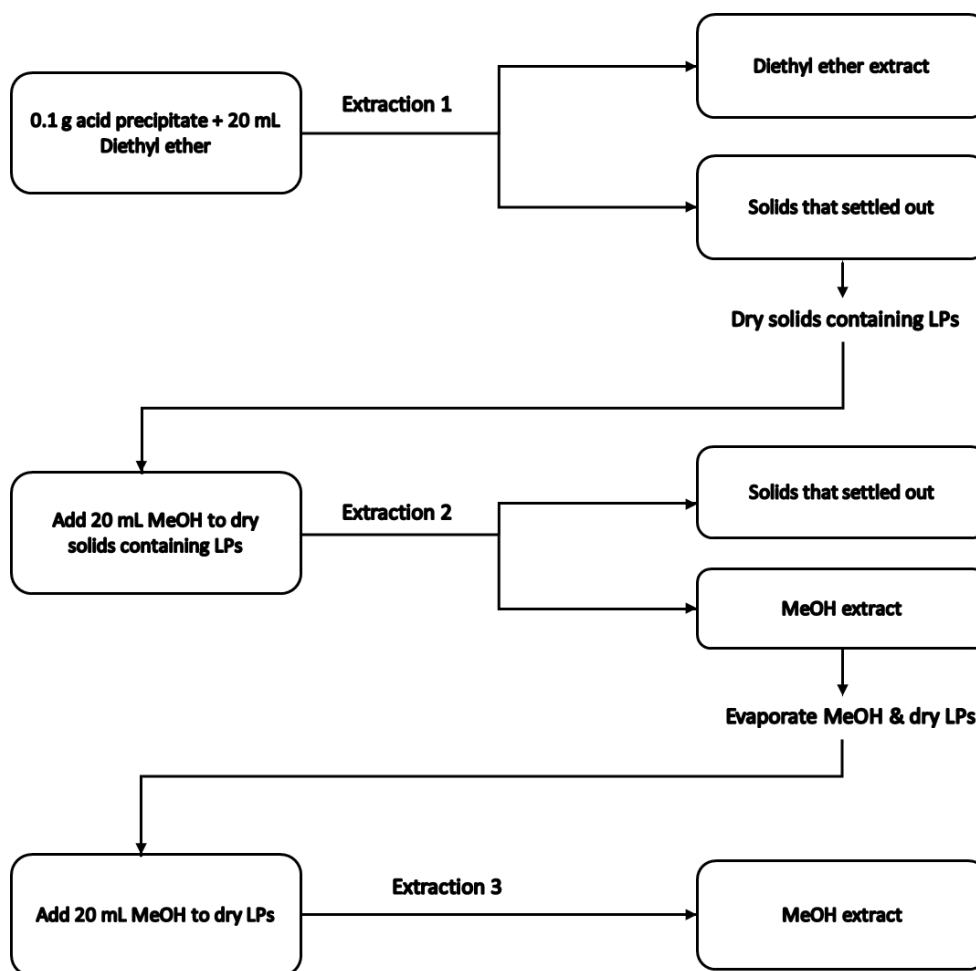 Diethyl ether extract
Extraction 1
0.1 g acid precipitate + 20 mL
Diethyl ether
Solids that settled out
Dry solids containing LPs
Solids that settled out
Extraction 2
Add 20 mL MeOH to dry
solids containing LPs
MeOH extract
Evaporate MeOH & dry LPs
Extraction 3
Add 20 mL MeOH to dry LPs
MeOH extract